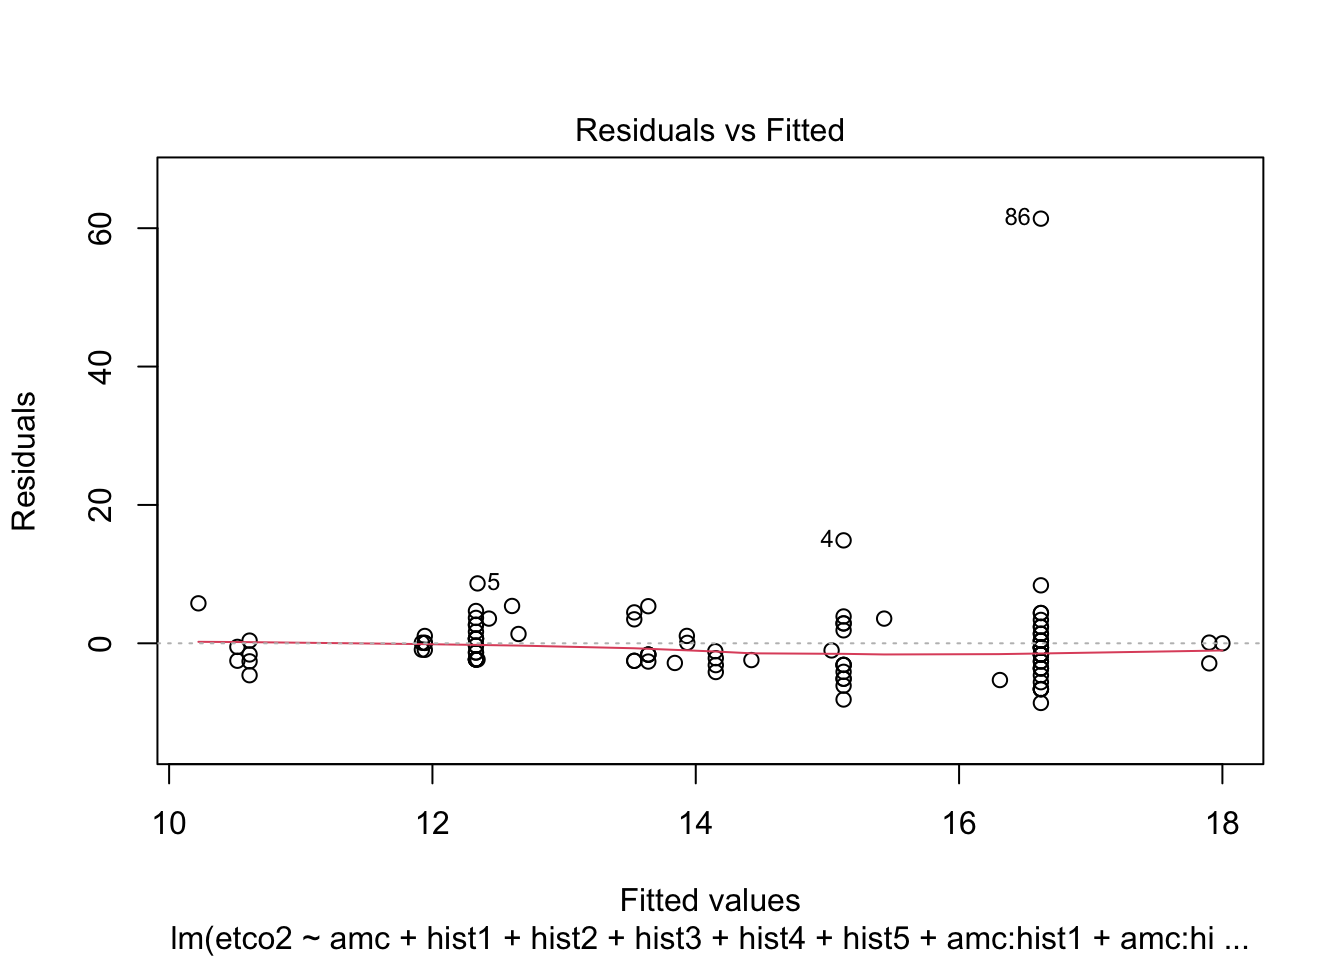 Residuals vs Fitted
60
40
20
0
Residuals
86
4
5
10 12 14 16 18
Fitted values
lm(etco2 ~ amc + hist1 + hist2 + hist3 + hist4 + hist5 + amc:hist1 + amc:hi ...